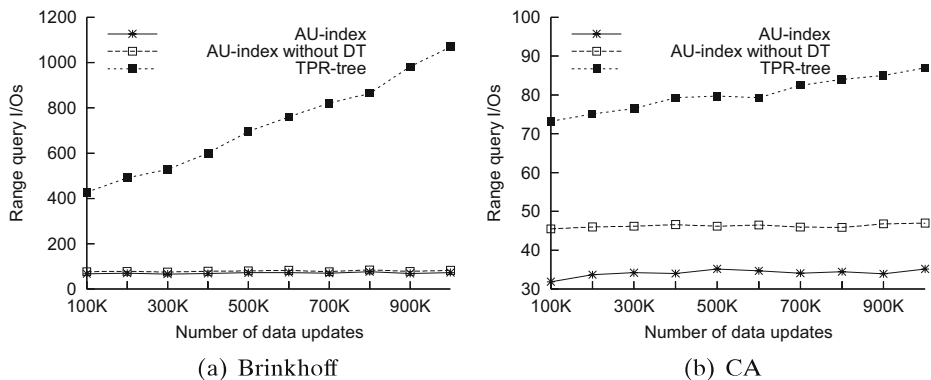 1200
1000
800
600
400
200
0
Range query I/Os
AU-index
AU-index without DT
TPR-tree
100K 300K 500K 700K 900K
Number of data updates
(a) Brinkhoff
100
90
80
70
60
50
40
30
Range query I/Os
AU-index
AU-index without DT
TPR-tree
100K 300K 500K 700K 900K
Number of data updates
(b) CA